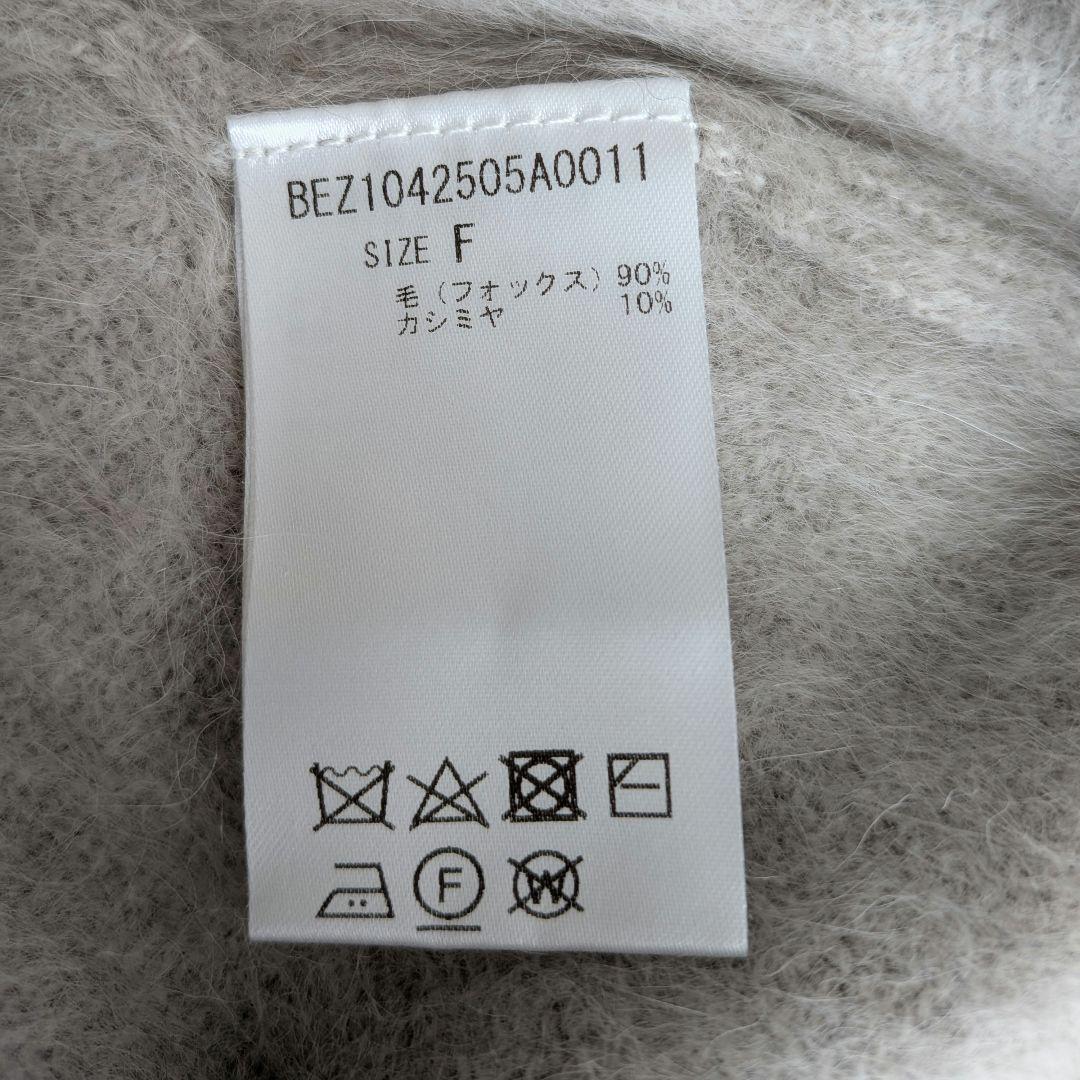 BEZ1042505A0011
SIZE F
毛（フォックス）90%
カシミヤ 10%
F W